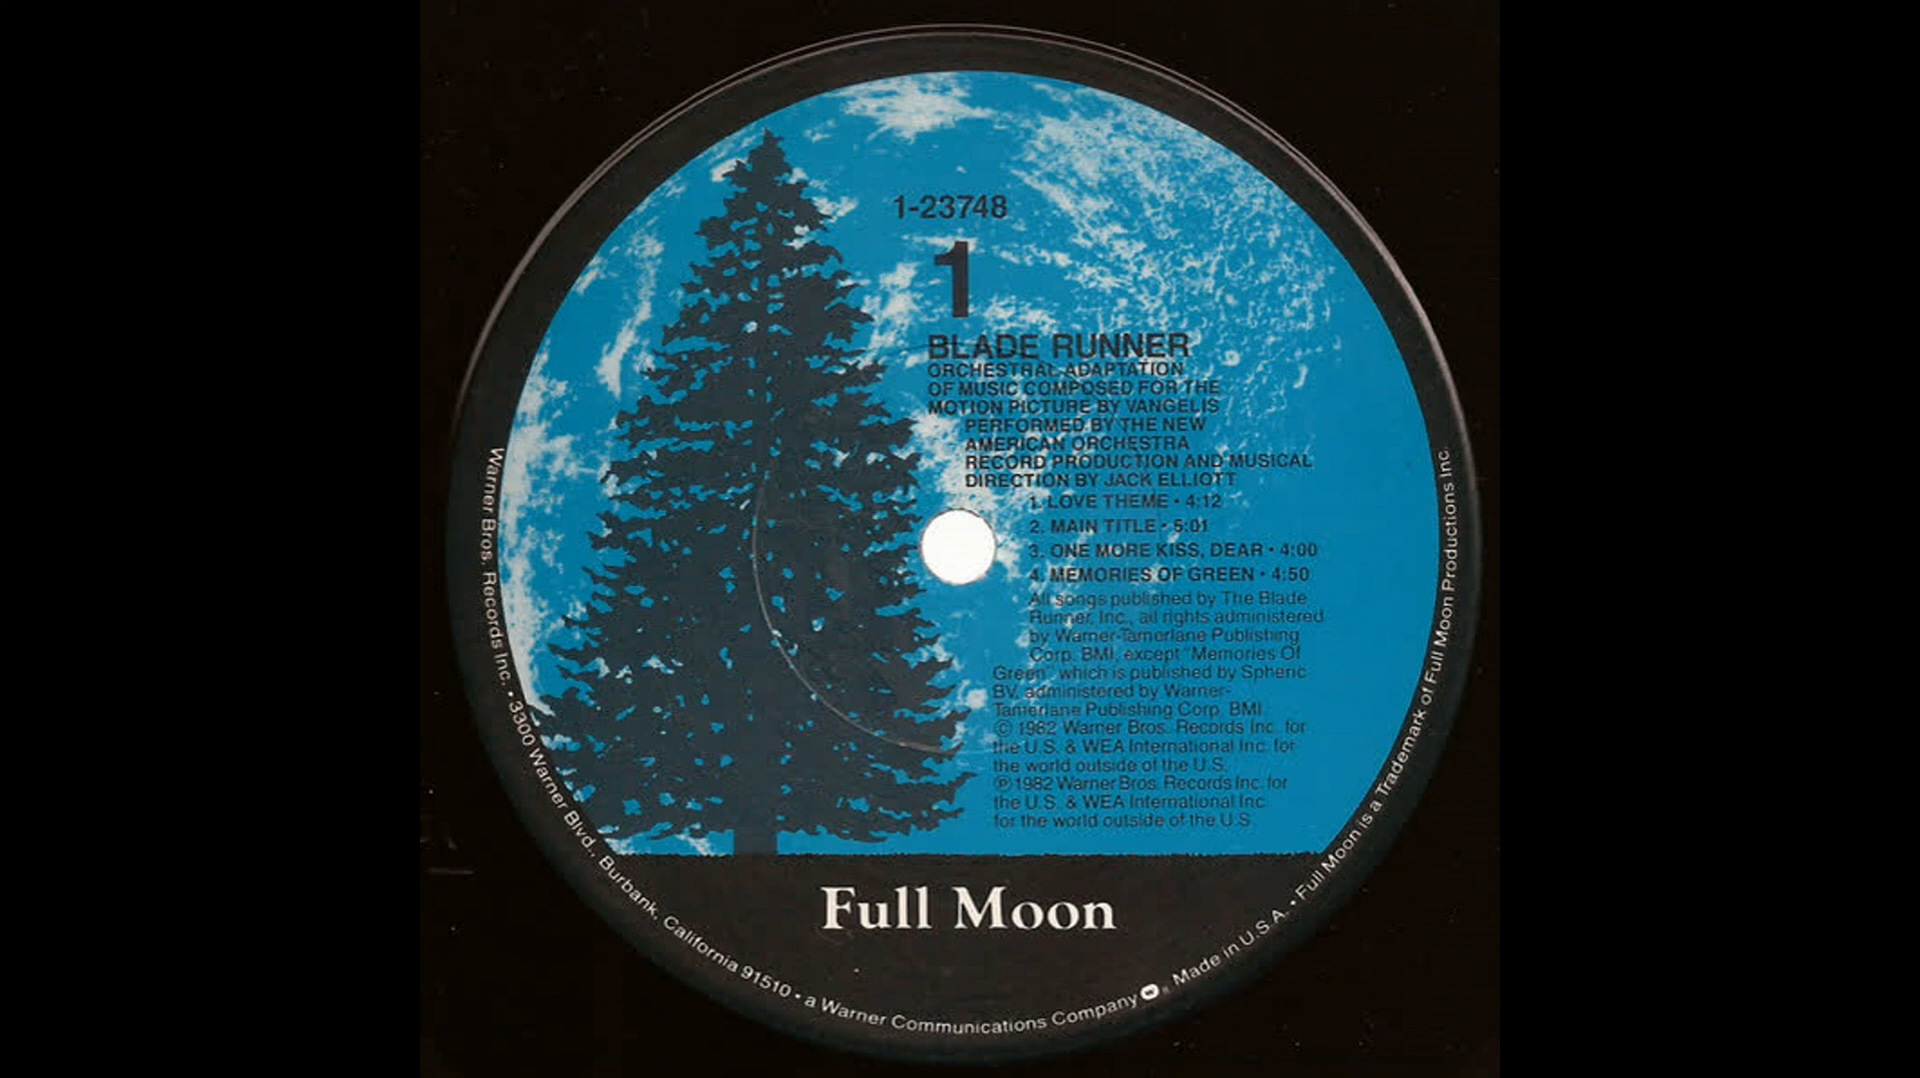 1-23748
1
BLADE RUNNER
ORCHESTRAL ADAPTATION
OF MUSIC COMPOSED FOR THE
MOTION PICTURE BY VANGELIS
PERFORMED BY THE NEW
AMERICAN ORCHESTRA
RECORD PRODUCTION AND MUSICAL
DIRECTION BY JACK ELLIOTT
1. LOVE THEME • 4:12
2. MAIN TITLE • 5:01
3. ONE MORE KISS, DEAR • 4:00
4. MEMORIES OF GREEN • 4:50
All songs published by The Blade
Runner, Inc., all rights administered
by Warner-Tamerlane Publishing
Corp. BMI, except "Memories Of
Green" which is published by Spheric
BV, administered by Warner-
Tamerlane Publishing Corp. BMI.
© 1982 Warner Bros. Records Inc. for
the U.S. & WEA International Inc. for
the world outside of the U.S.
℗ 1982 Warner Bros. Records Inc. for
the U.S. & WEA International Inc.
for the world outside of the U.S.
Full Moon
Warner Bros. Records Inc. • 3300 Warner Blvd., Burbank, California 91510 • a Warner Communications Company ® Made in U.S.A. • Full Moon is a Trademark of Full Moon Productions Inc.